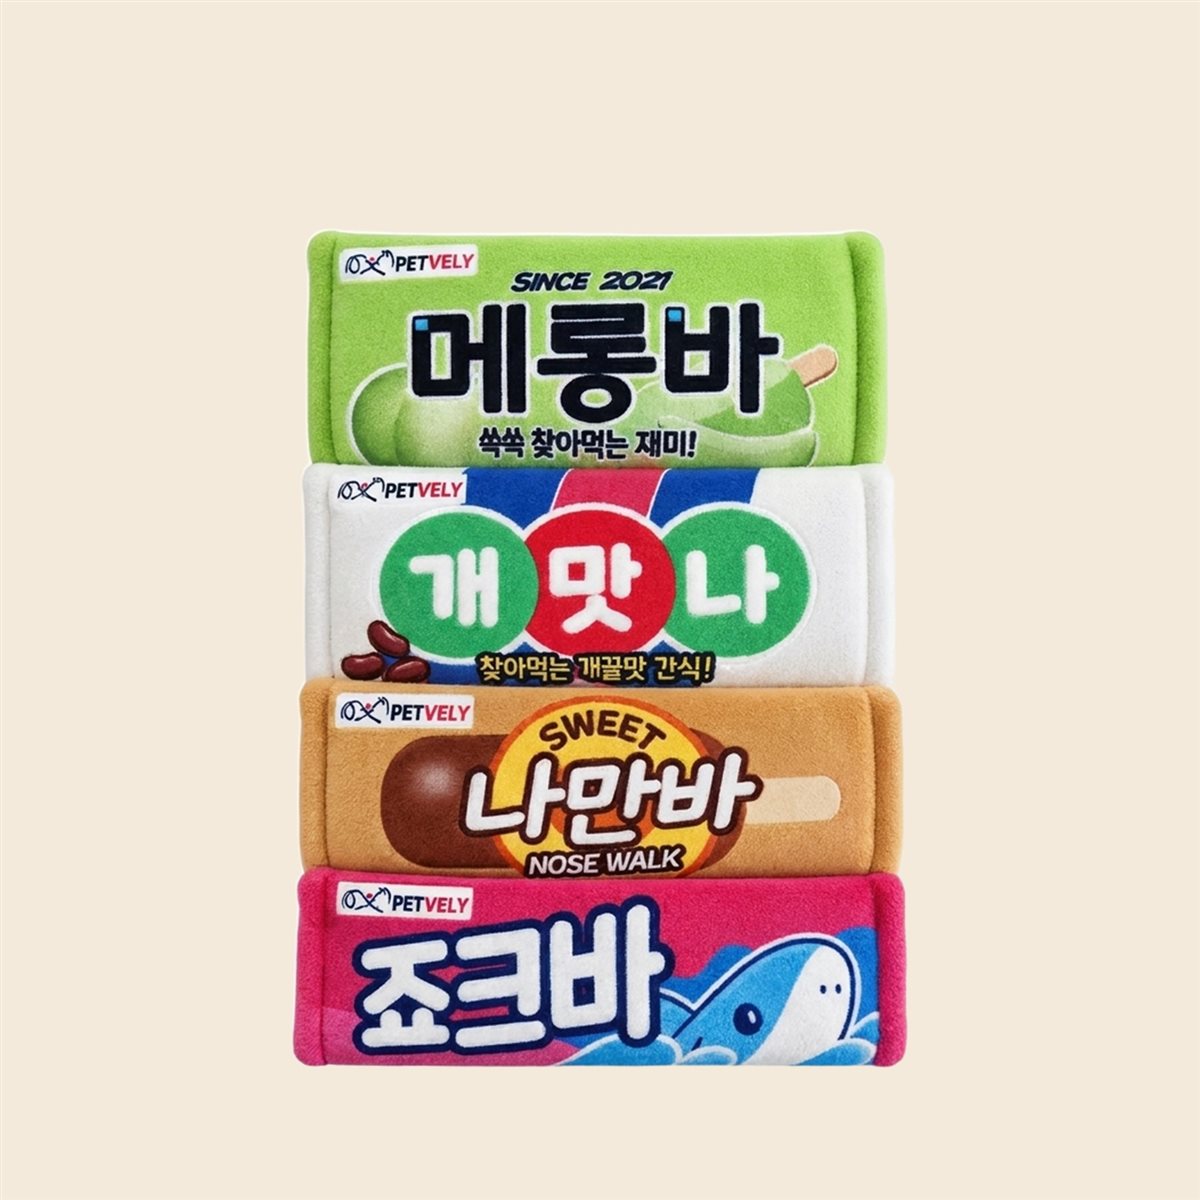 PETVELY
SINCE 2021
메롱바
쏙쏙 찾아먹는 재미!
PETVELY
개맛나
찾아먹는 개꿀맛 간식!
PETVELY
SWEET
나만바
NOSE WALK
PETVELY
죠크바